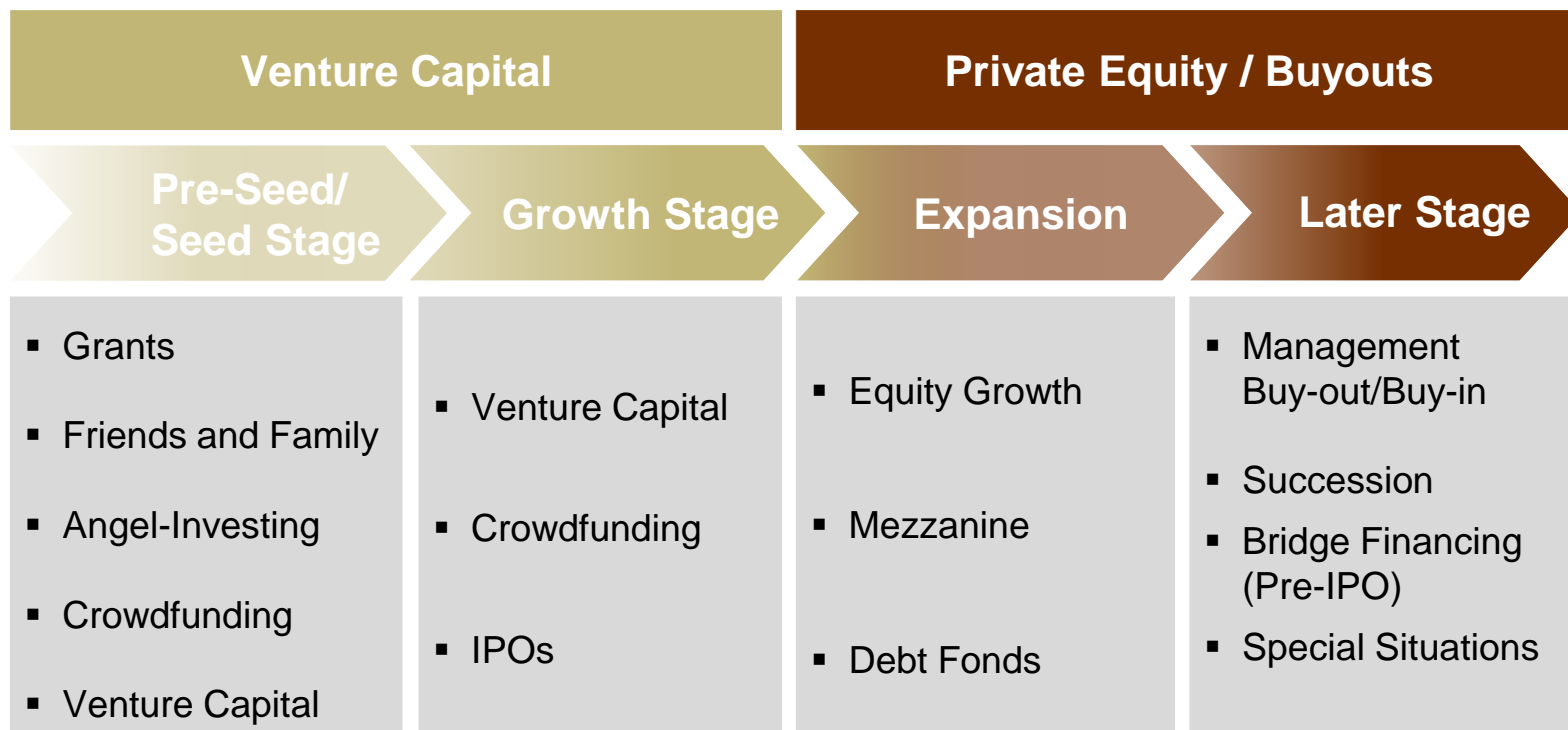 Venture Capital
Private Equity / Buyouts
Pre-Seed/
Seed Stage
Growth Stage
Expansion
Later Stage
▪ Grants
▪ Friends and Family
▪ Angel-Investing
▪ Crowdfunding
▪ Venture Capital
▪ Venture Capital
▪ Crowdfunding
▪ IPOs
▪ Equity Growth
▪ Mezzanine
▪ Debt Fonds
▪ Management
Buy-out/Buy-in
▪ Succession
▪ Bridge Financing
(Pre-IPO)
▪ Special Situations